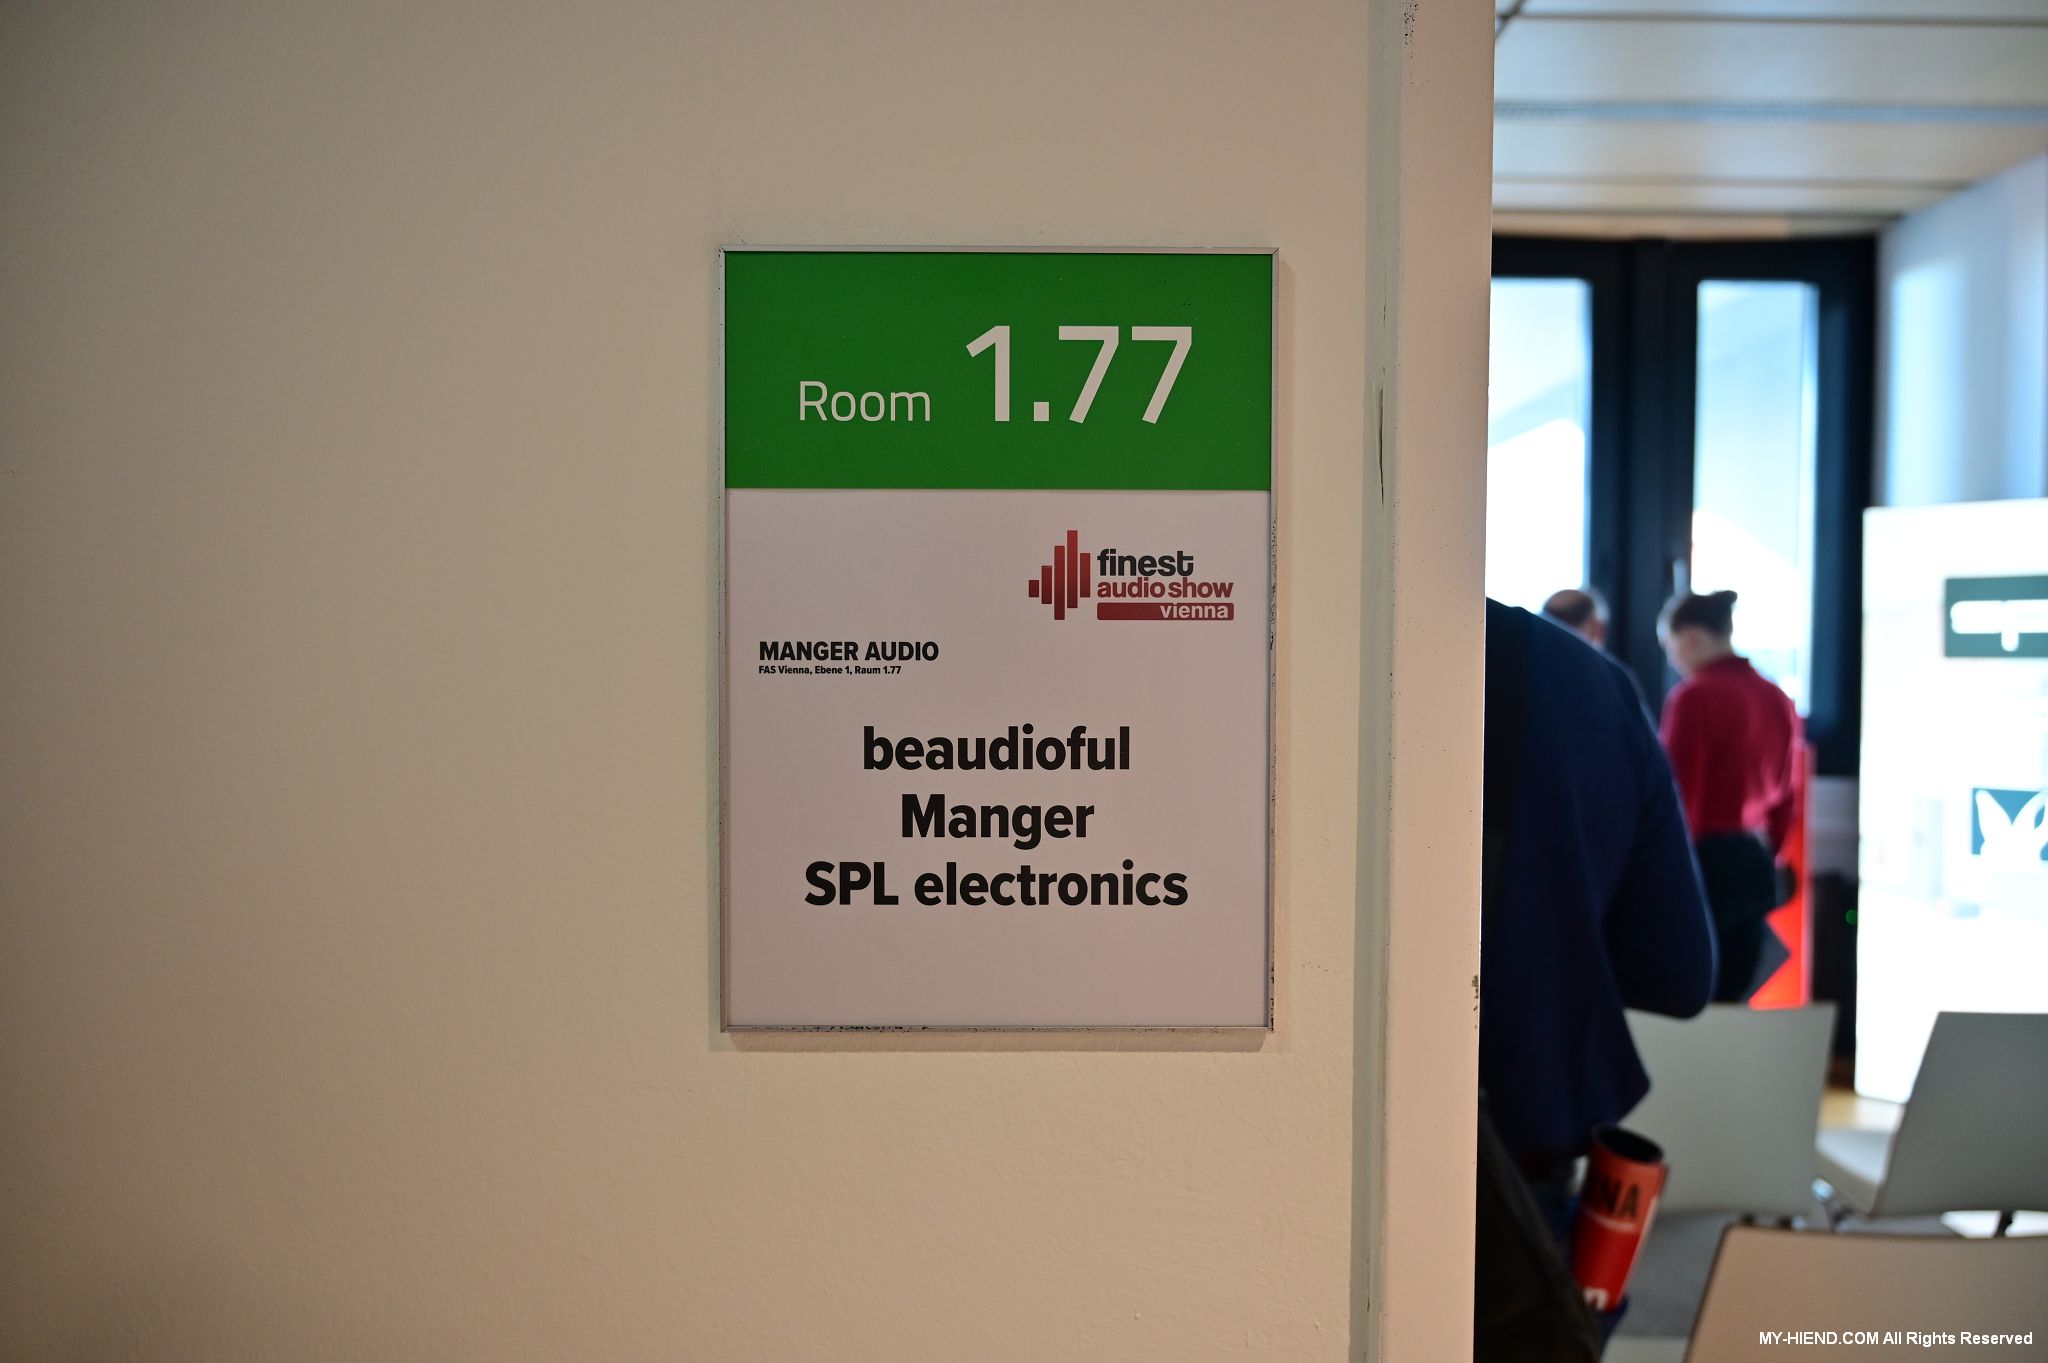 Room 1.77
finest
audio show
vienna
MANGER AUDIO
FAS Vienna, Ebene 1, Raum 1.77
beaudioful
Manger
SPL electronics
MY-HIEND.COM All Rights Reserved